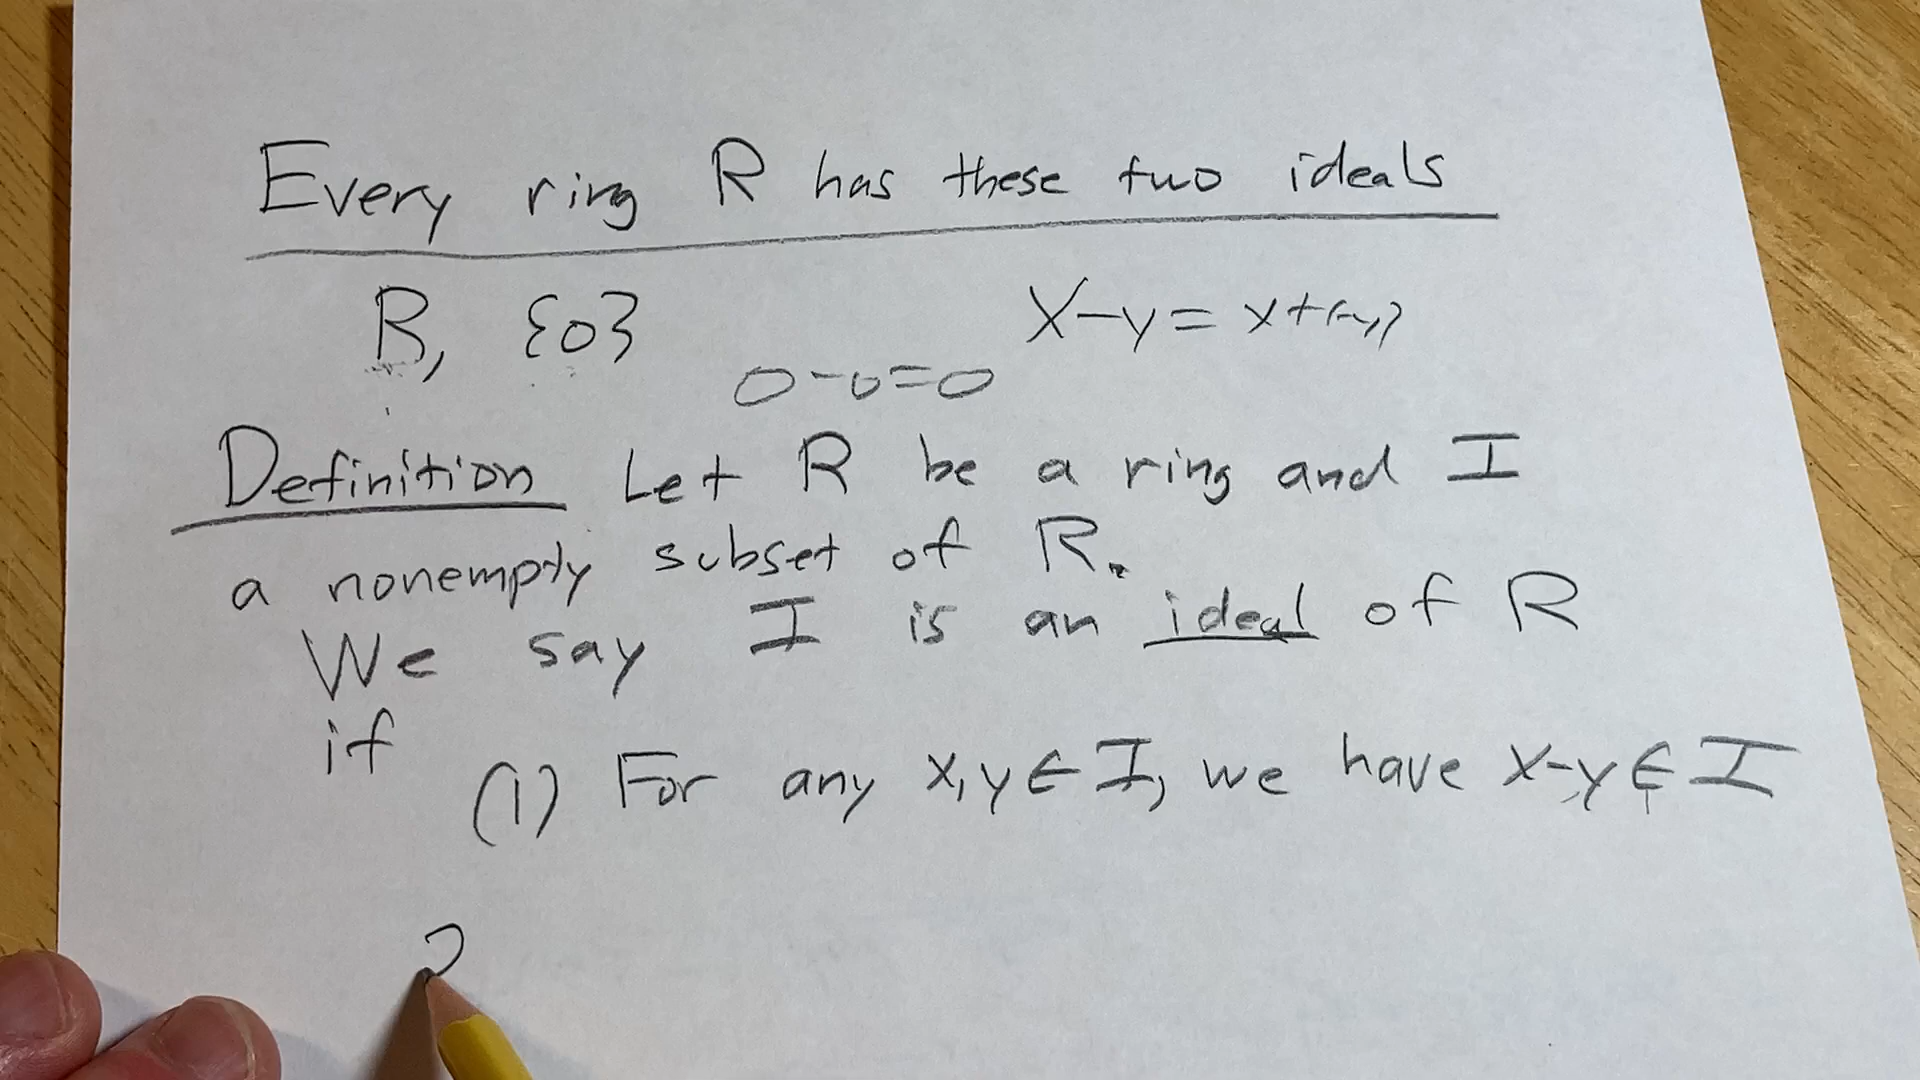 Every ring R has these two ideals
R, {0}
X-y = x+(-y)
0-0=0
Definition Let R be a ring and I
a nonempty subset of R.
We say I is an ideal of R
if
(1) For any x,y∈I, we have x-y∈I
2